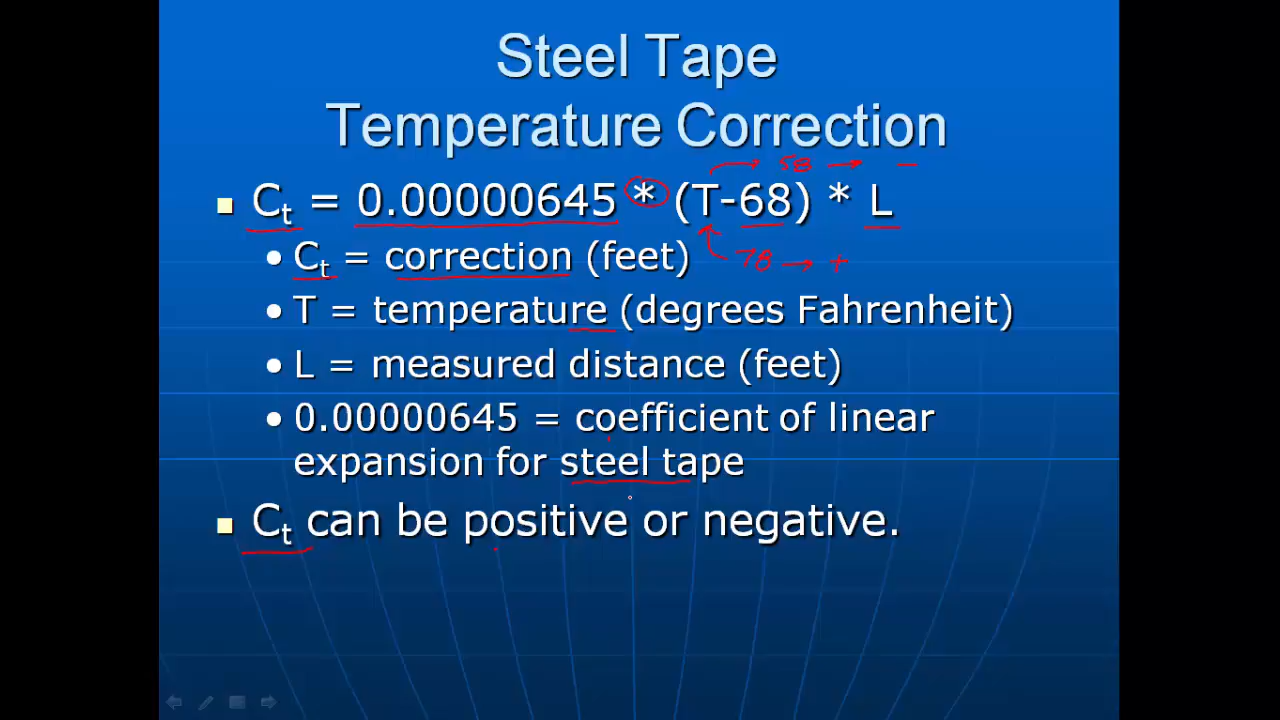 Steel Tape
Temperature Correction
58 → −
Ct = 0.00000645 * (T-68) * L
Ct = correction (feet)
78 → +
T = temperature (degrees Fahrenheit)
L = measured distance (feet)
0.00000645 = coefficient of linear
expansion for steel tape
Ct can be positive or negative.